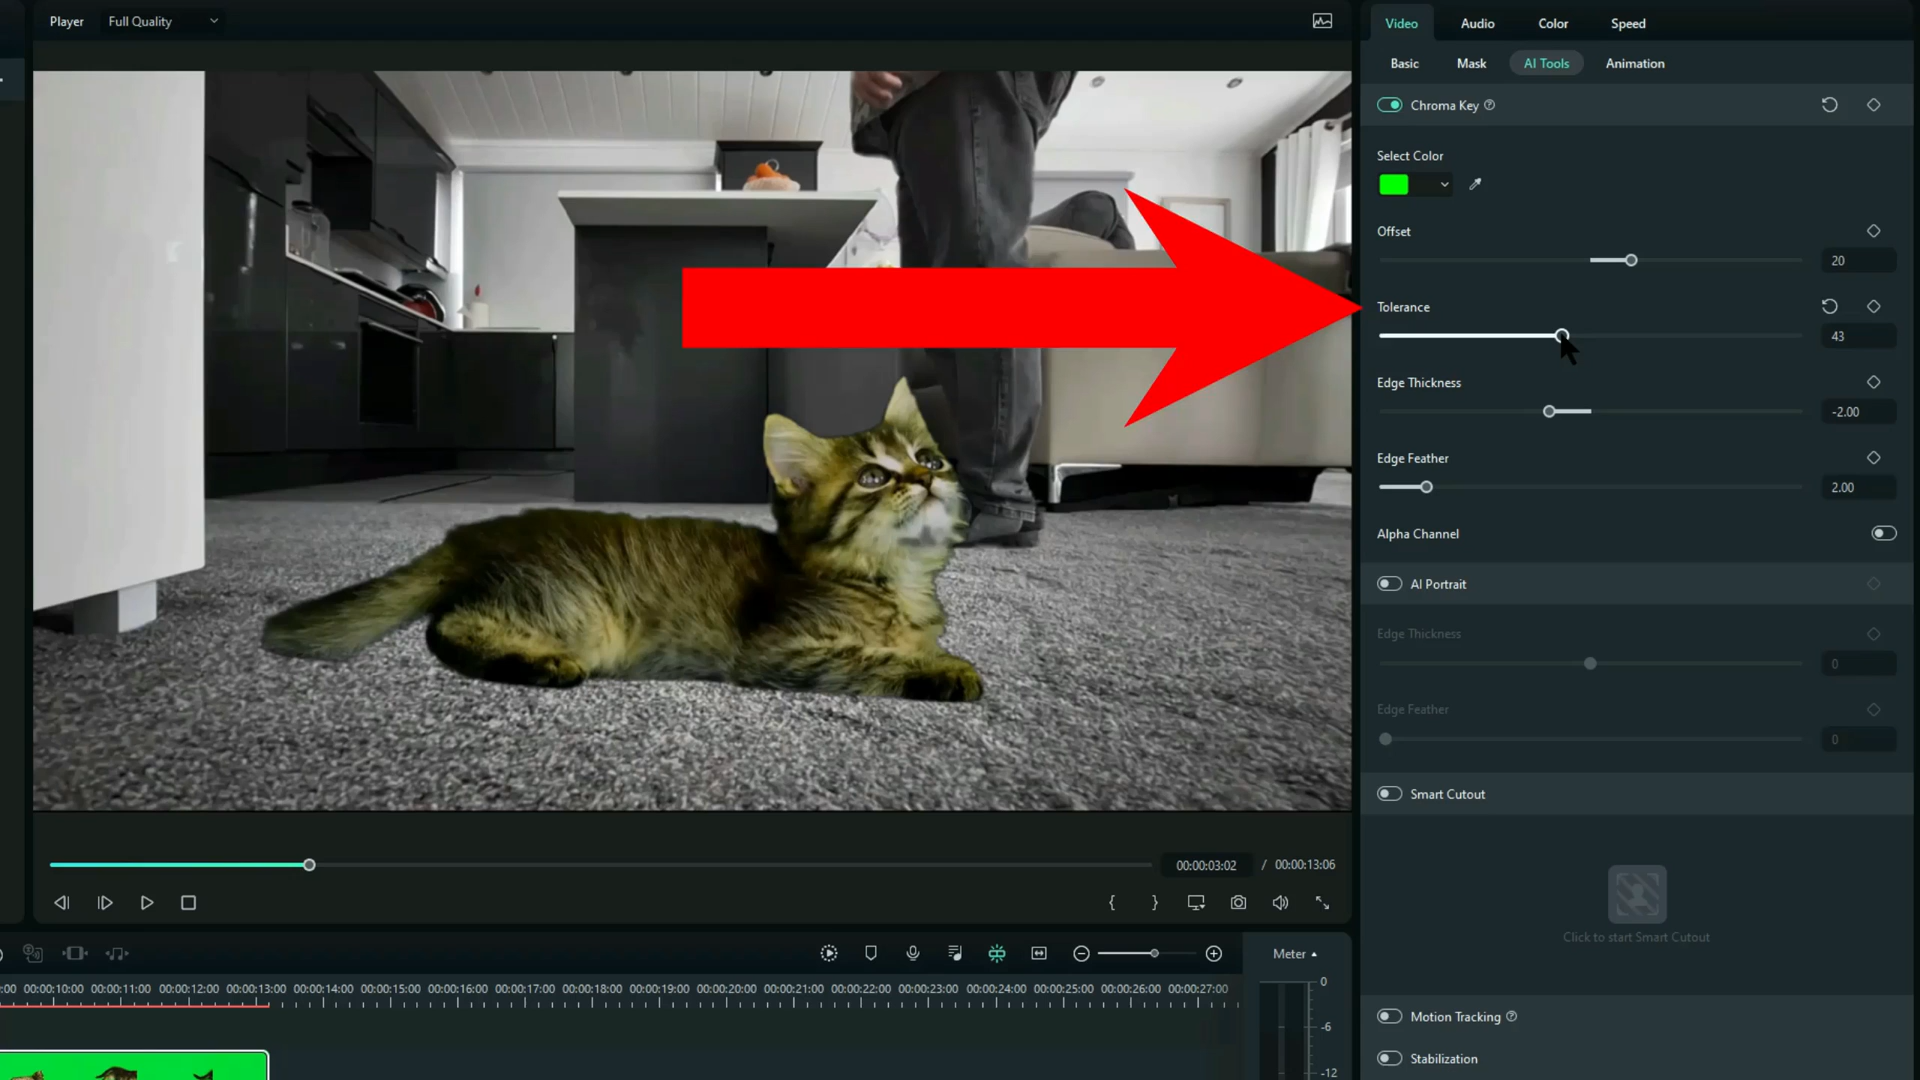 Player Full Quality
Video Audio Color Speed
Basic Mask AI Tools Animation
Chroma Key
Select Color
Offset
20
Tolerance
43
Edge Thickness
-2.00
Edge Feather
2.00
Alpha Channel
AI Portrait
Edge Thickness
0
Edge Feather
0
Smart Cutout
Click to start Smart Cutout
Motion Tracking
Stabilization
00:00:03:02 / 00:00:13:06
Meter
:00 00:00:10:00 00:00:11:00 00:00:12:00 00:00:13:00 00:00:14:00 00:00:15:00 00:00:16:00 00:00:17:00 00:00:18:00 00:00:19:00 00:00:20:00 00:00:21:00 00:00:22:00 00:00:23:00 00:00:24:00 00:00:25:00 00:00:26:00 00:00:27:00
0
-6
-12